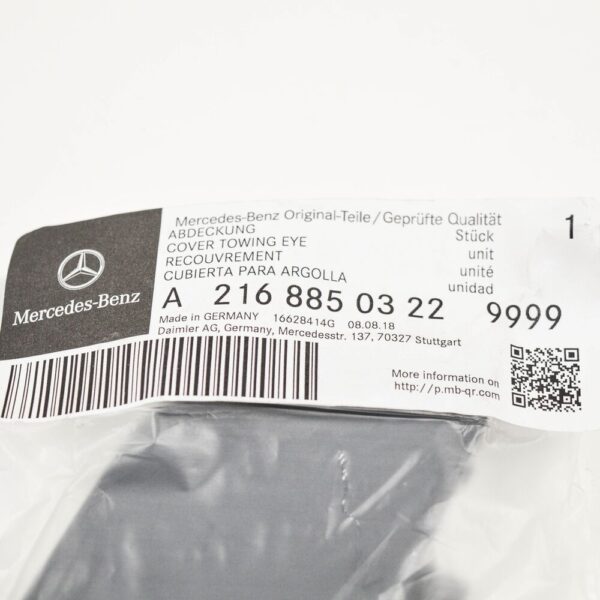 Mercedes-Benz
Mercedes-Benz Original-Teile/Geprüfte Qualität
ABDECKUNG Stück 1
COVER TOWING EYE unit
RECOUVREMENT unité
CUBIERTA PARA ARGOLLA unidad
A 216 885 03 22 9999
Made in GERMANY 16628414G 08.08.18
Daimler AG, Germany, Mercedesstr. 137, 70327 Stuttgart
More information on
http://p.mb-qr.com